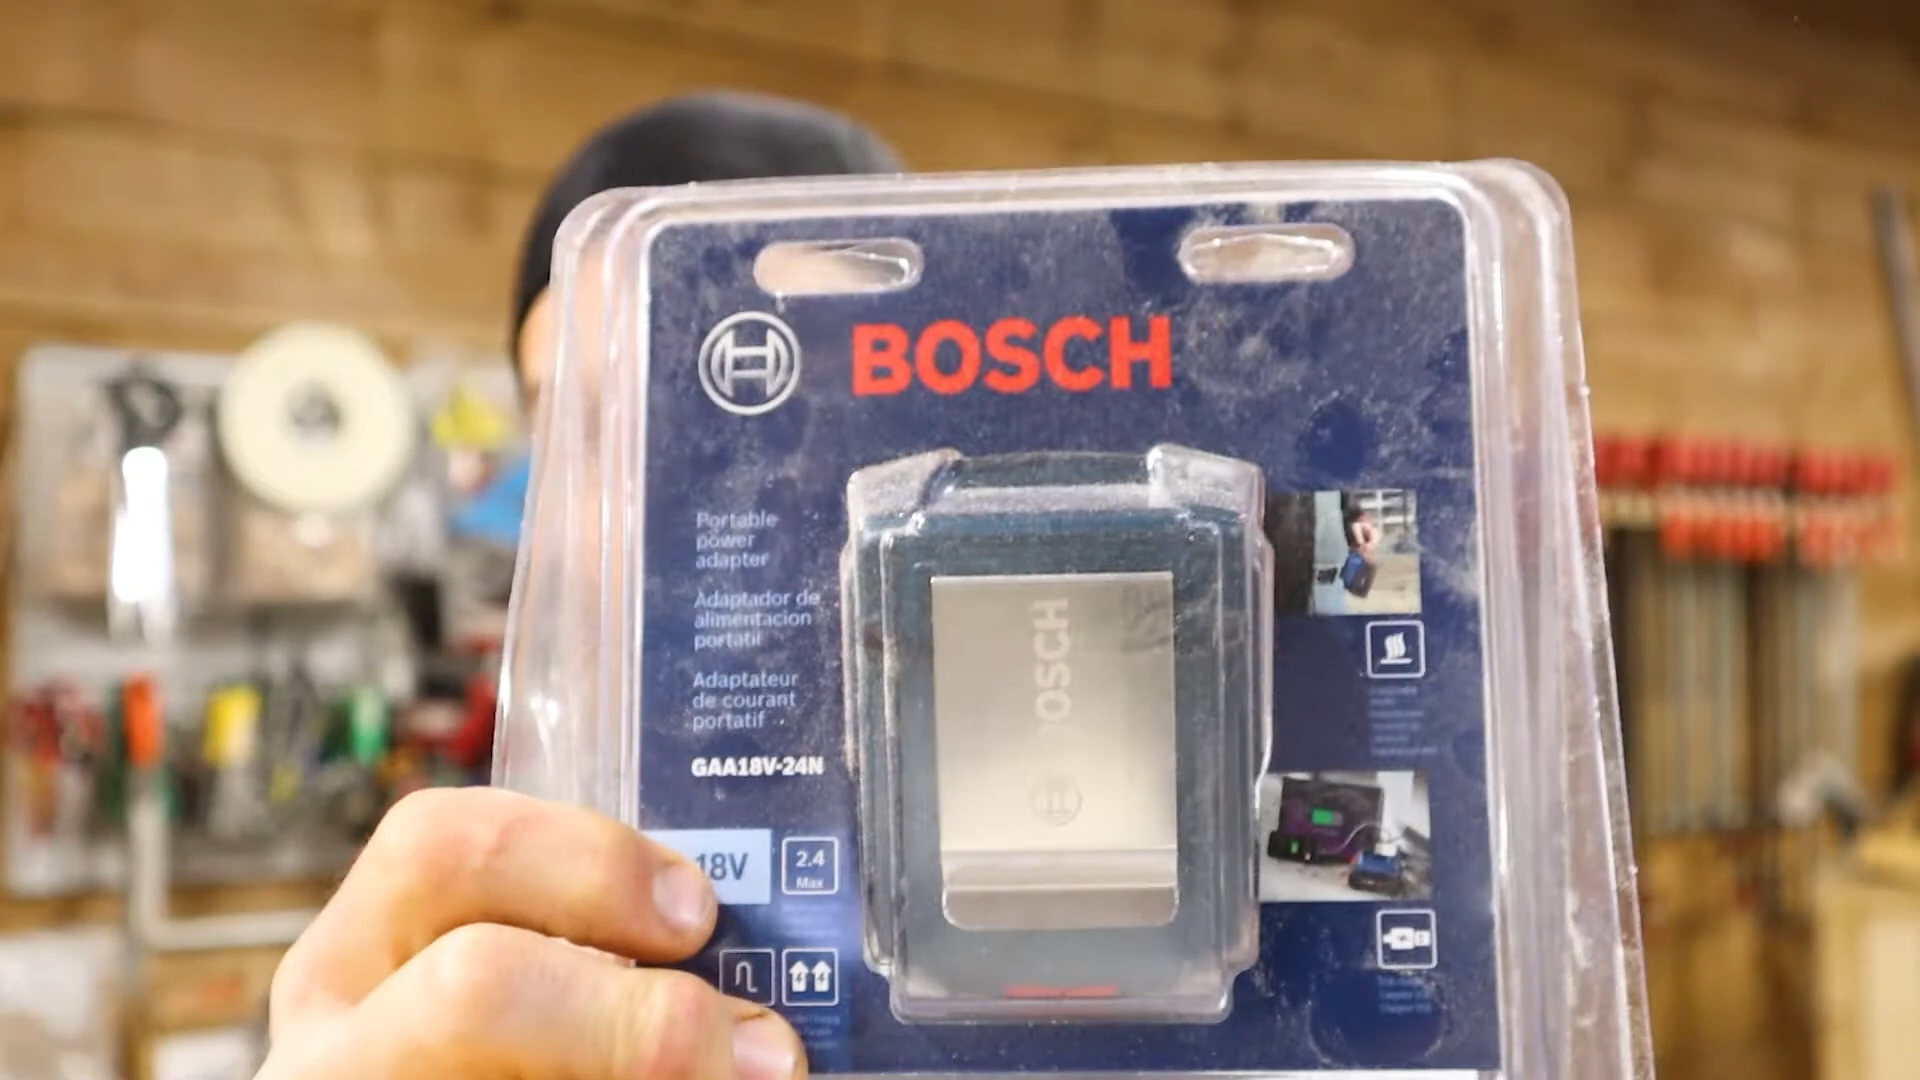 BOSCH
Portable
power
adapter
Adaptador de
alimentacion
portatil
Adaptateur
de courant
portatif
GAA18V-24N
BOSCH
18V
2.4
Max